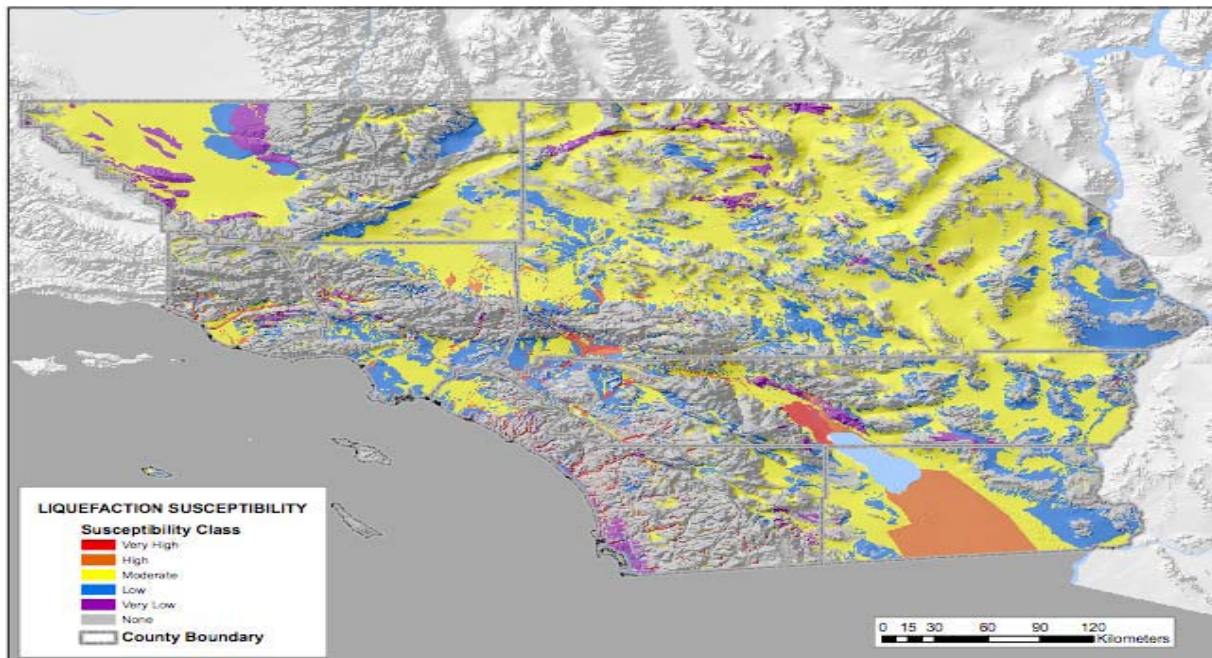 LIQUEFACTION SUSCEPTIBILITY
Susceptibility Class
Very High
High
Moderate
Low
Very Low
None
County Boundary
0 15 30 60 90 120
Kilometers